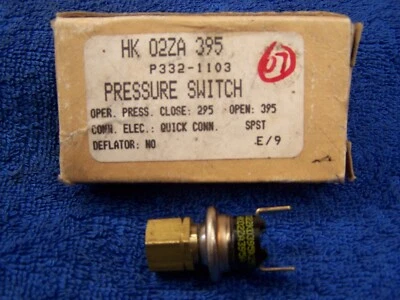 HK 02ZA 395
P332-1103
PRESSURE SWITCH
OPER. PRESS. CLOSE: 295 OPEN: 395
CONN. ELEC.: QUICK CONN. SPST
DEFLATOR: NO E/9